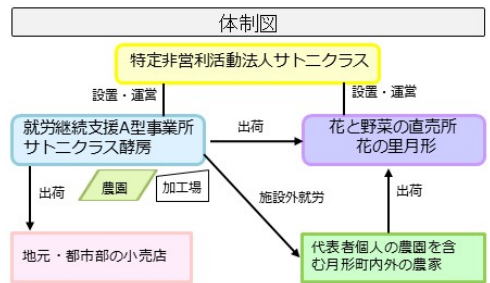 体制図
特定非営利活動法人サトニクラス
設置・運営
設置・運営
就労継続支援A型事業所
サトニクラス酵房
出荷
花と野菜の直売所
花の里月形
農園
加工場
出荷
施設外就労
出荷
地元・都市部の小売店
代表者個人の農園を含
む月形町内外の農家